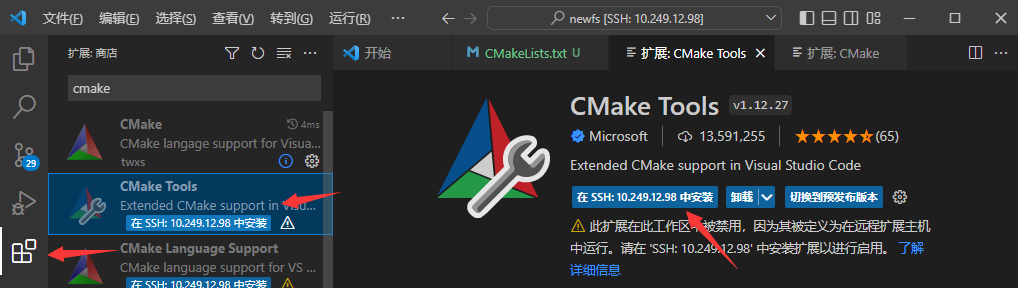 文件(F) 编辑(E) 选择(S) 查看(V) 转到(G) 运行(R) ··· newfs [SSH: 10.249.12.98]
扩展: 商店
cmake
CMake 4ms
CMake langage support for Visua...
twxs
CMake Tools
Extended CMake support in Visu...
在 SSH: 10.249.12.98 中安装
CMake Language Support
CMake language support for VS ...
在 SSH: 10.249.12.98 中安装
29
开始 CMakeLists.txt U 扩展: CMake Tools 扩展: CMake
CMake Tools v1.12.27
Microsoft 13,591,255 (65)
Extended CMake support in Visual Studio Code
在 SSH: 10.249.12.98 中安装 卸载 切换到预发布版本
此扩展在此工作区中被禁用，因为其被定义为在远程扩展主机
中运行。请在 'SSH: 10.249.12.98' 中安装扩展以进行启用。 了解
详细信息